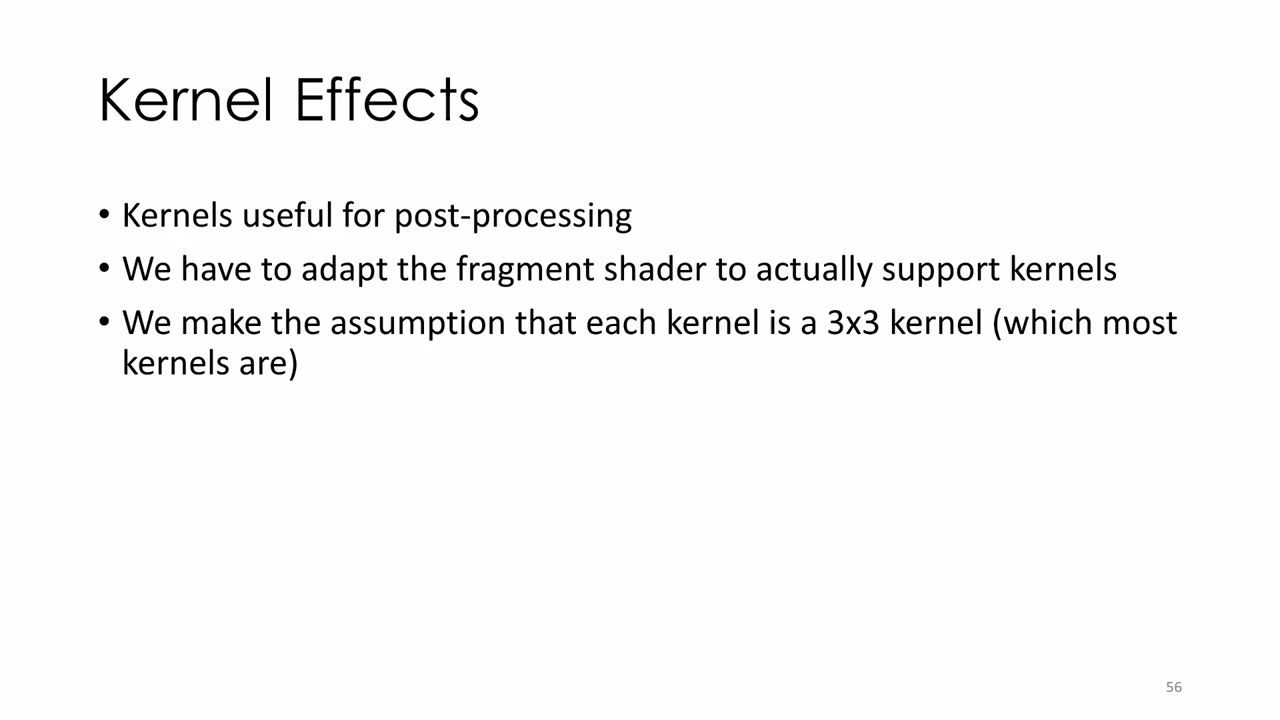 Kernel Effects
• Kernels useful for post-processing
• We have to adapt the fragment shader to actually support kernels
• We make the assumption that each kernel is a 3x3 kernel (which most
kernels are)
56